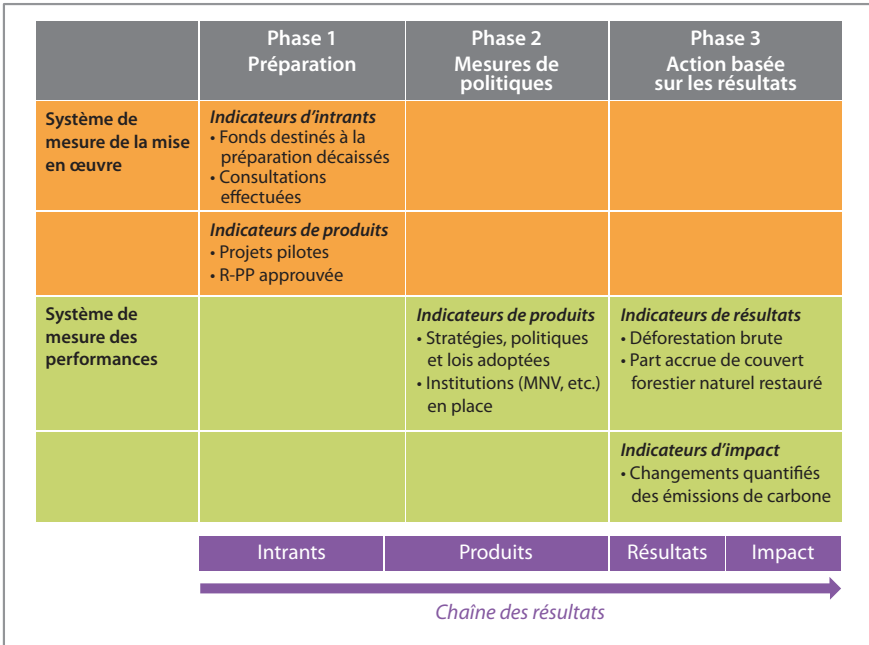 Phase 1
Préparation
Phase 2
Mesures de
politiques
Phase 3
Action basée
sur les résultats
Système de
mesure de la mise
en œuvre
Indicateurs d’intrants
• Fonds destinés à la
préparation décaissés
• Consultations
effectuées
Indicateurs de produits
• Projets pilotes
• R-PP approuvée
Système de
mesure des
performances
Indicateurs de produits
• Stratégies, politiques
et lois adoptées
• Institutions (MNV, etc.)
en place
Indicateurs de résultats
• Déforestation brute
• Part accrue de couvert
forestier naturel restauré
Indicateurs d’impact
• Changements quantifiés
des émissions de carbone
Intrants
Produits
Résultats
Impact
Chaîne des résultats